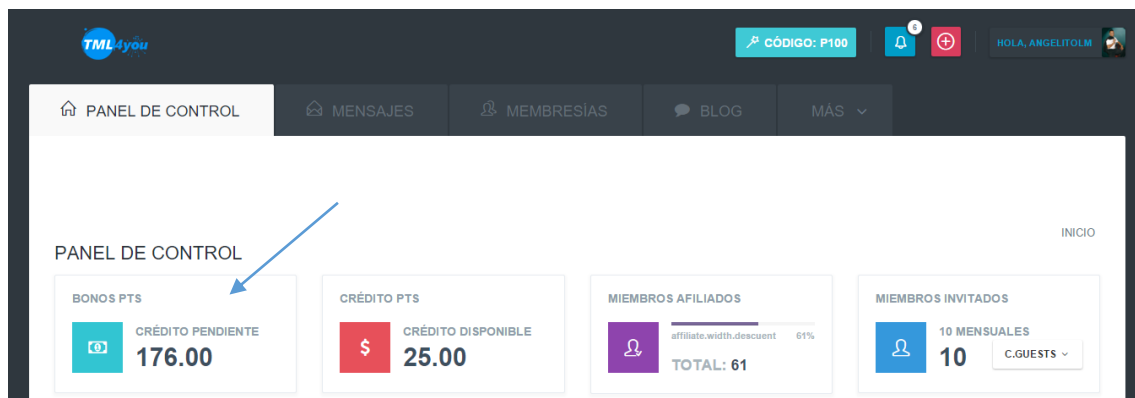 TML4you
CÓDIGO: P100
6
HOLA, ANGELITOLM
PANEL DE CONTROL
MENSAJES
MEMBRESÍAS
BLOG
MÁS
INICIO
PANEL DE CONTROL
BONOS PTS
CRÉDITO PENDIENTE
176.00
CRÉDITO PTS
$
CRÉDITO DISPONIBLE
25.00
MIEMBROS AFILIADOS
affiliate.width.descuent 61%
TOTAL: 61
MIEMBROS INVITADOS
10 MENSUALES
10
C.GUESTS